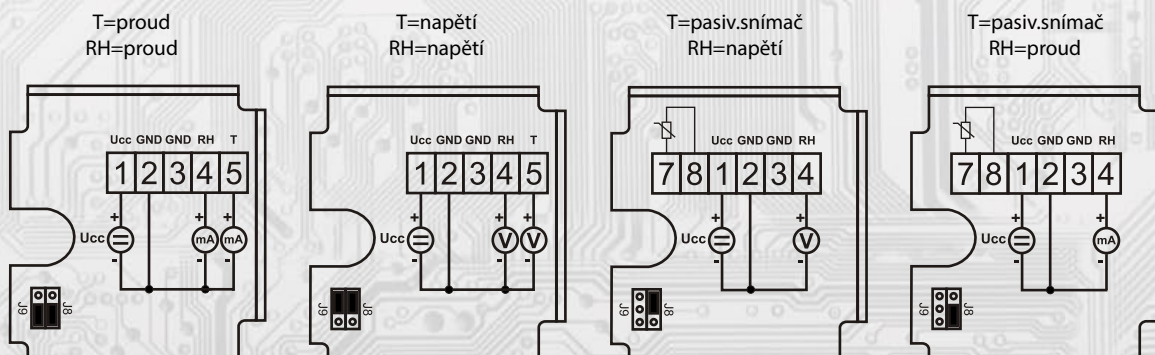 T=proud
RH=proud
Ucc GND GND RH T
1 2 3 4 5
+ + +
Ucc mA mA
- - -
J9 J8
T=napětí
RH=napětí
Ucc GND GND RH T
1 2 3 4 5
+ + +
Ucc V V
- - -
J9 J8
T=pasiv.snímač
RH=napětí
Ucc GND GND RH
7 8 1 2 3 4
+ +
Ucc V
- -
J9 J8
T=pasiv.snímač
RH=proud
Ucc GND GND RH
7 8 1 2 3 4
+ +
Ucc mA
- -
J9 J8